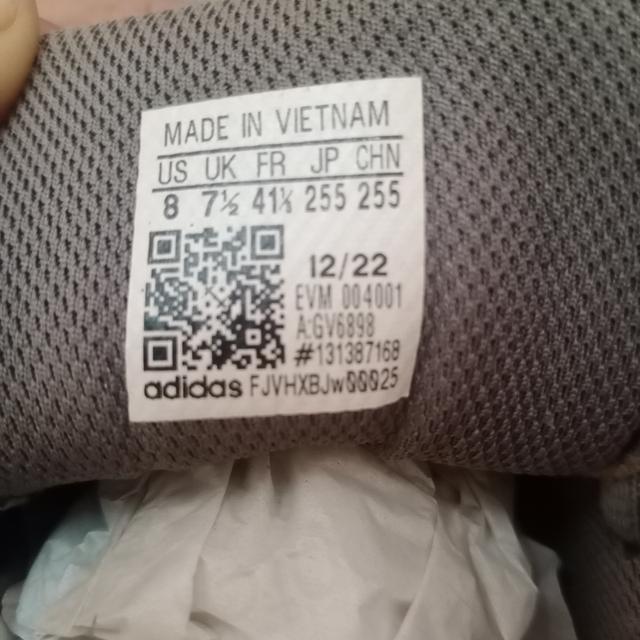 MADE IN VIETNAM
US UK FR JP CHN
8 7½ 41⅓ 255 255
12/22
EVM 004001
A:GV6898
#131387168
adidas FJVHXBJw00025